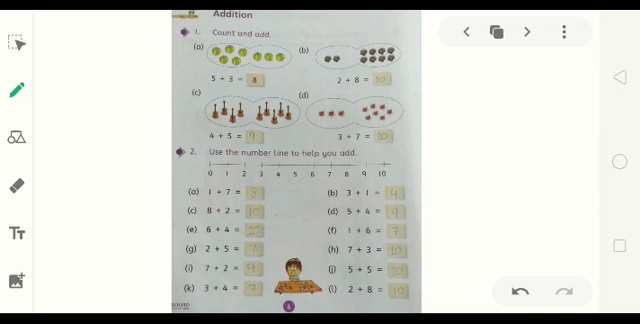 Addition
1. Count and add.
(a) (b)
5 + 3 = 8 2 + 8 = 10
(c) (d)
4 + 5 = 9 3 + 7 = 10
2. Use the number line to help you add.
0 1 2 3 4 5 6 7 8 9 10
(a) 1 + 7 = 8 (b) 3 + 1 = 4
(c) 8 + 2 = 10 (d) 5 + 4 = 9
(e) 6 + 4 = 10 (f) 1 + 6 = 7
(g) 2 + 5 = 7 (h) 7 + 3 = 10
(i) 7 + 2 = 9 (j) 5 + 5 = 10
(k) 3 + 4 = 7 (l) 2 + 8 = 10
OXFORD
6
Tт